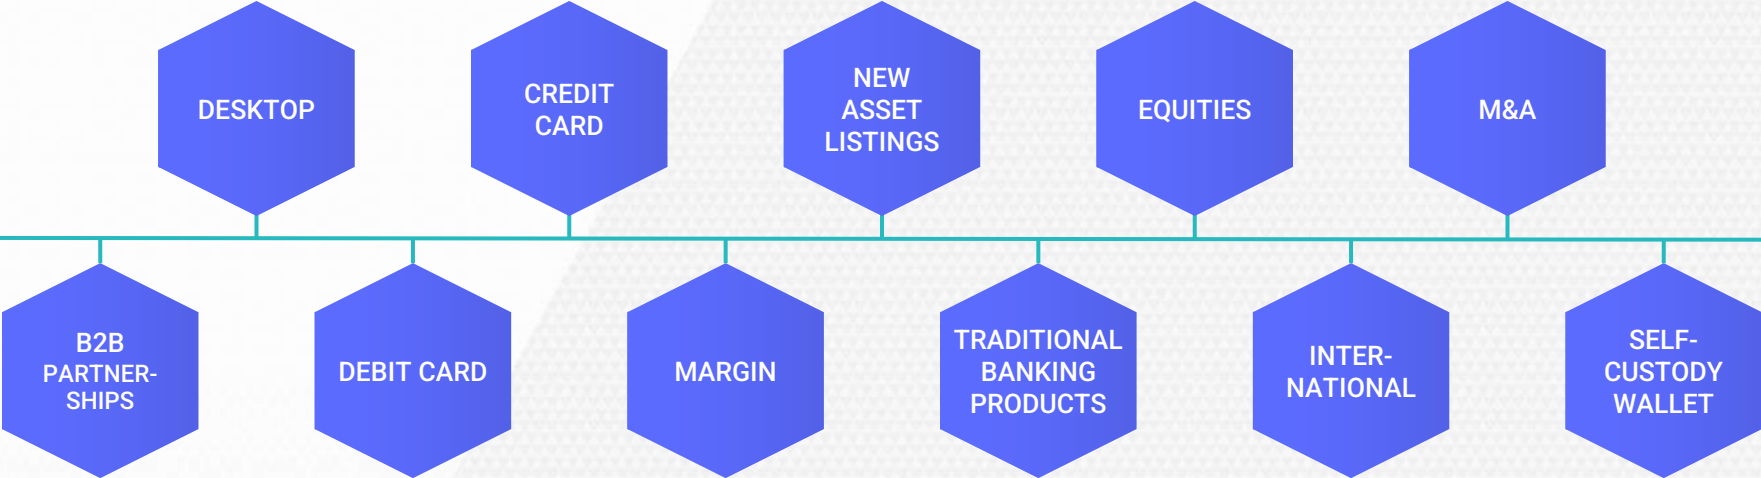 DESKTOP
CREDIT
CARD
NEW
ASSET
LISTINGS
EQUITIES
M&A
B2B
PARTNER-
SHIPS
DEBIT CARD
MARGIN
TRADITIONAL
BANKING
PRODUCTS
INTER-
NATIONAL
SELF-
CUSTODY
WALLET